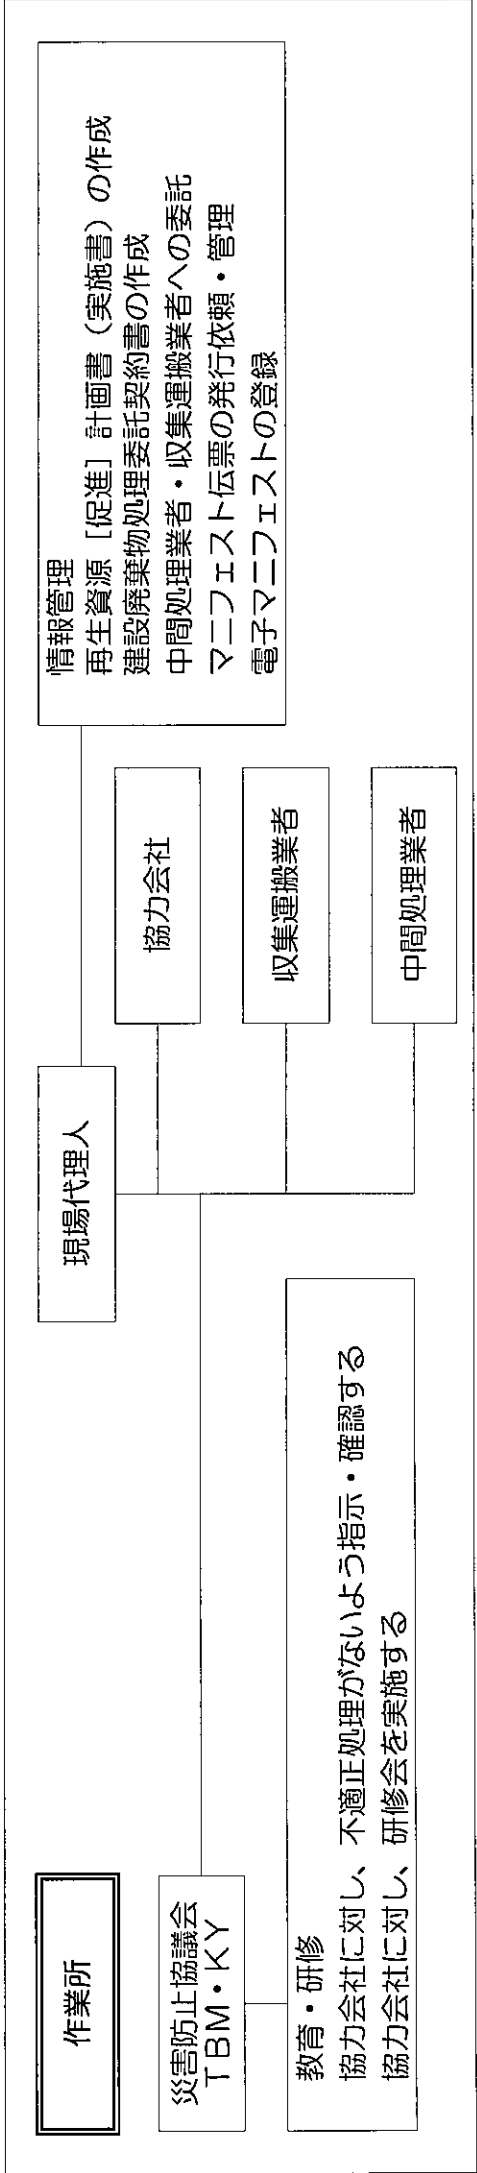 作業所
現場代理人
情報管理
再生資源［促進］計画書（実施書）の作成
建設廃棄物処理委託契約書の作成
中間処理業者・収集運搬業者への委託
マニフェスト伝票の発行依頼・管理
電子マニフェストの登録
災害防止協議会
TBM・KY
協力会社
収集運搬業者
中間処理業者
教育・研修
協力会社に対し、不適正処理がないよう指示・確認する
協力会社に対し、研修会を実施する